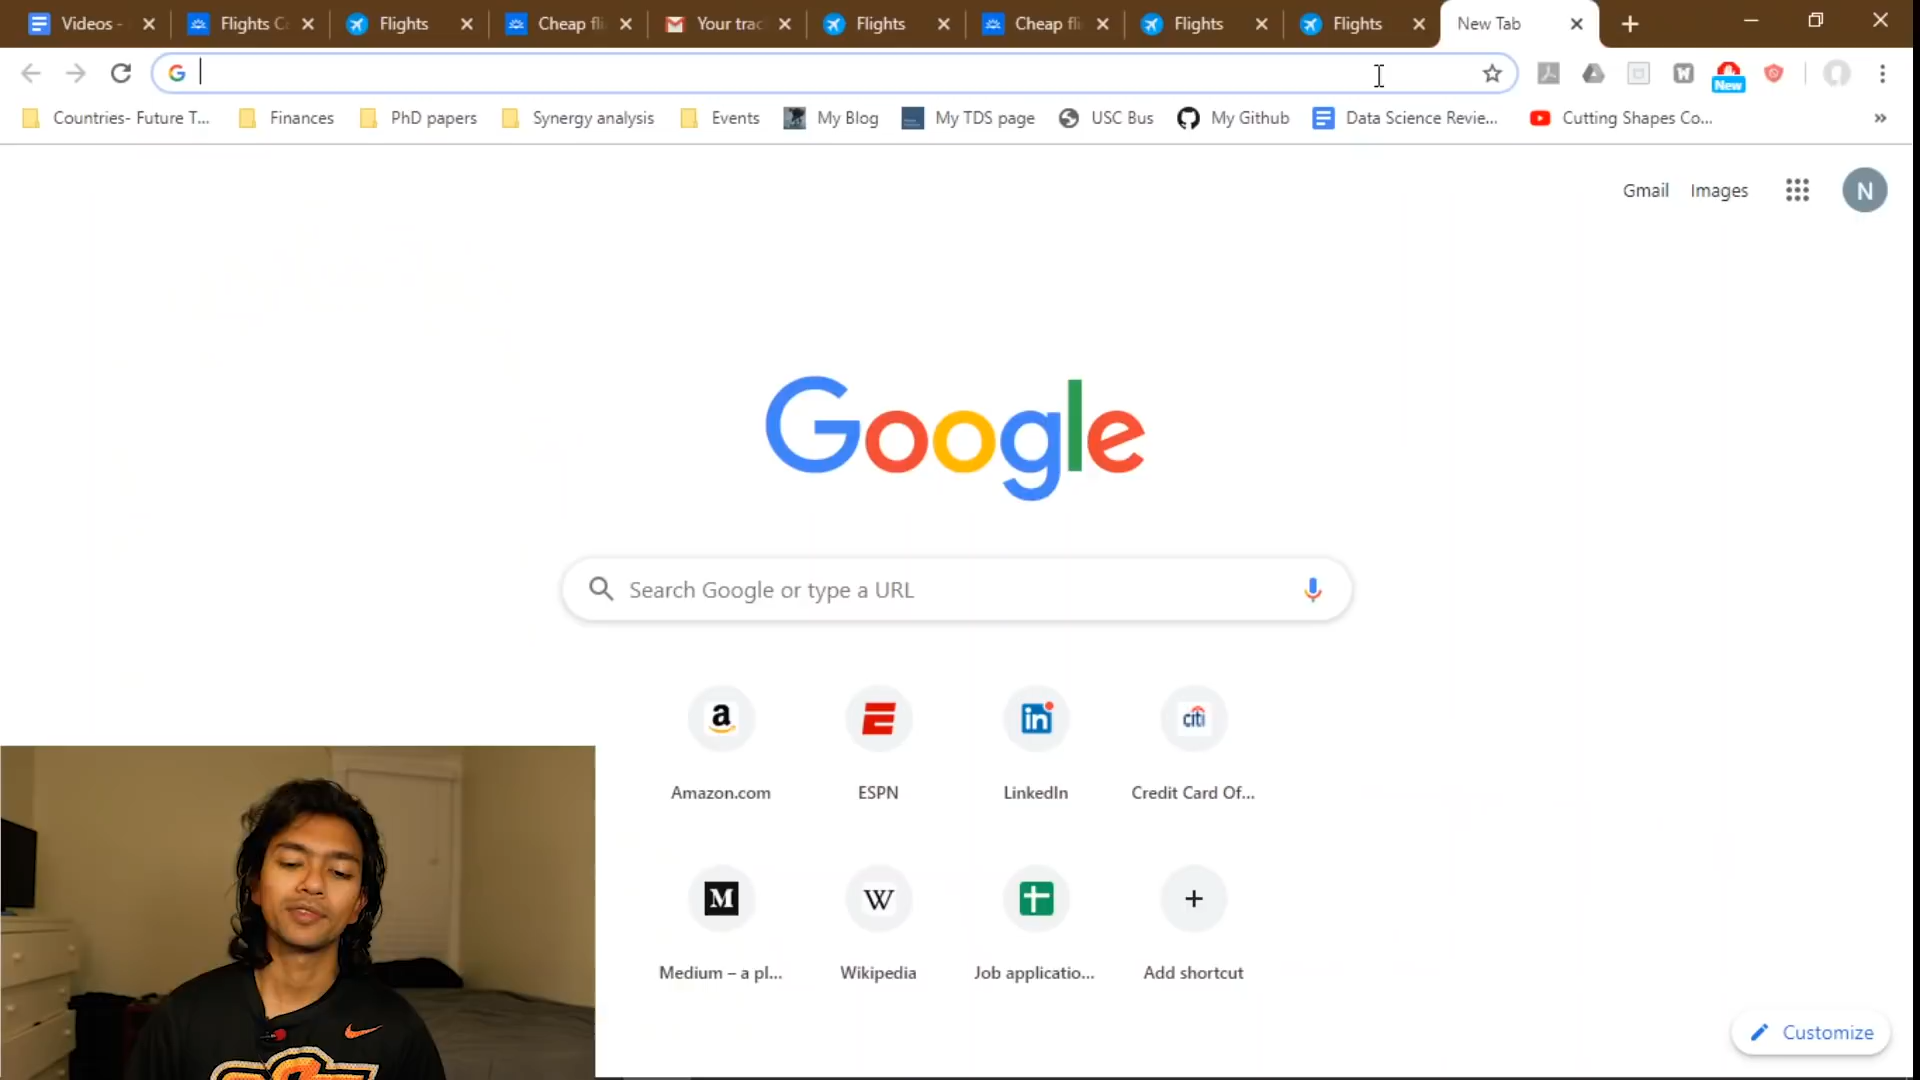 Videos -
Flights C
Flights
Cheap fli
Your trac
Flights
Cheap fli
Flights
Flights
New Tab
New
Countries- Future T...
Finances
PhD papers
Synergy analysis
Events
My Blog
My TDS page
USC Bus
My Github
Data Science Revie...
Cutting Shapes Co...
»
Gmail
Images
N
Google
Search Google or type a URL
Amazon.com
ESPN
in
LinkedIn
citi
Credit Card Of...
M
Medium – a pl...
W
Wikipedia
Job applicatio...
Add shortcut
Customize